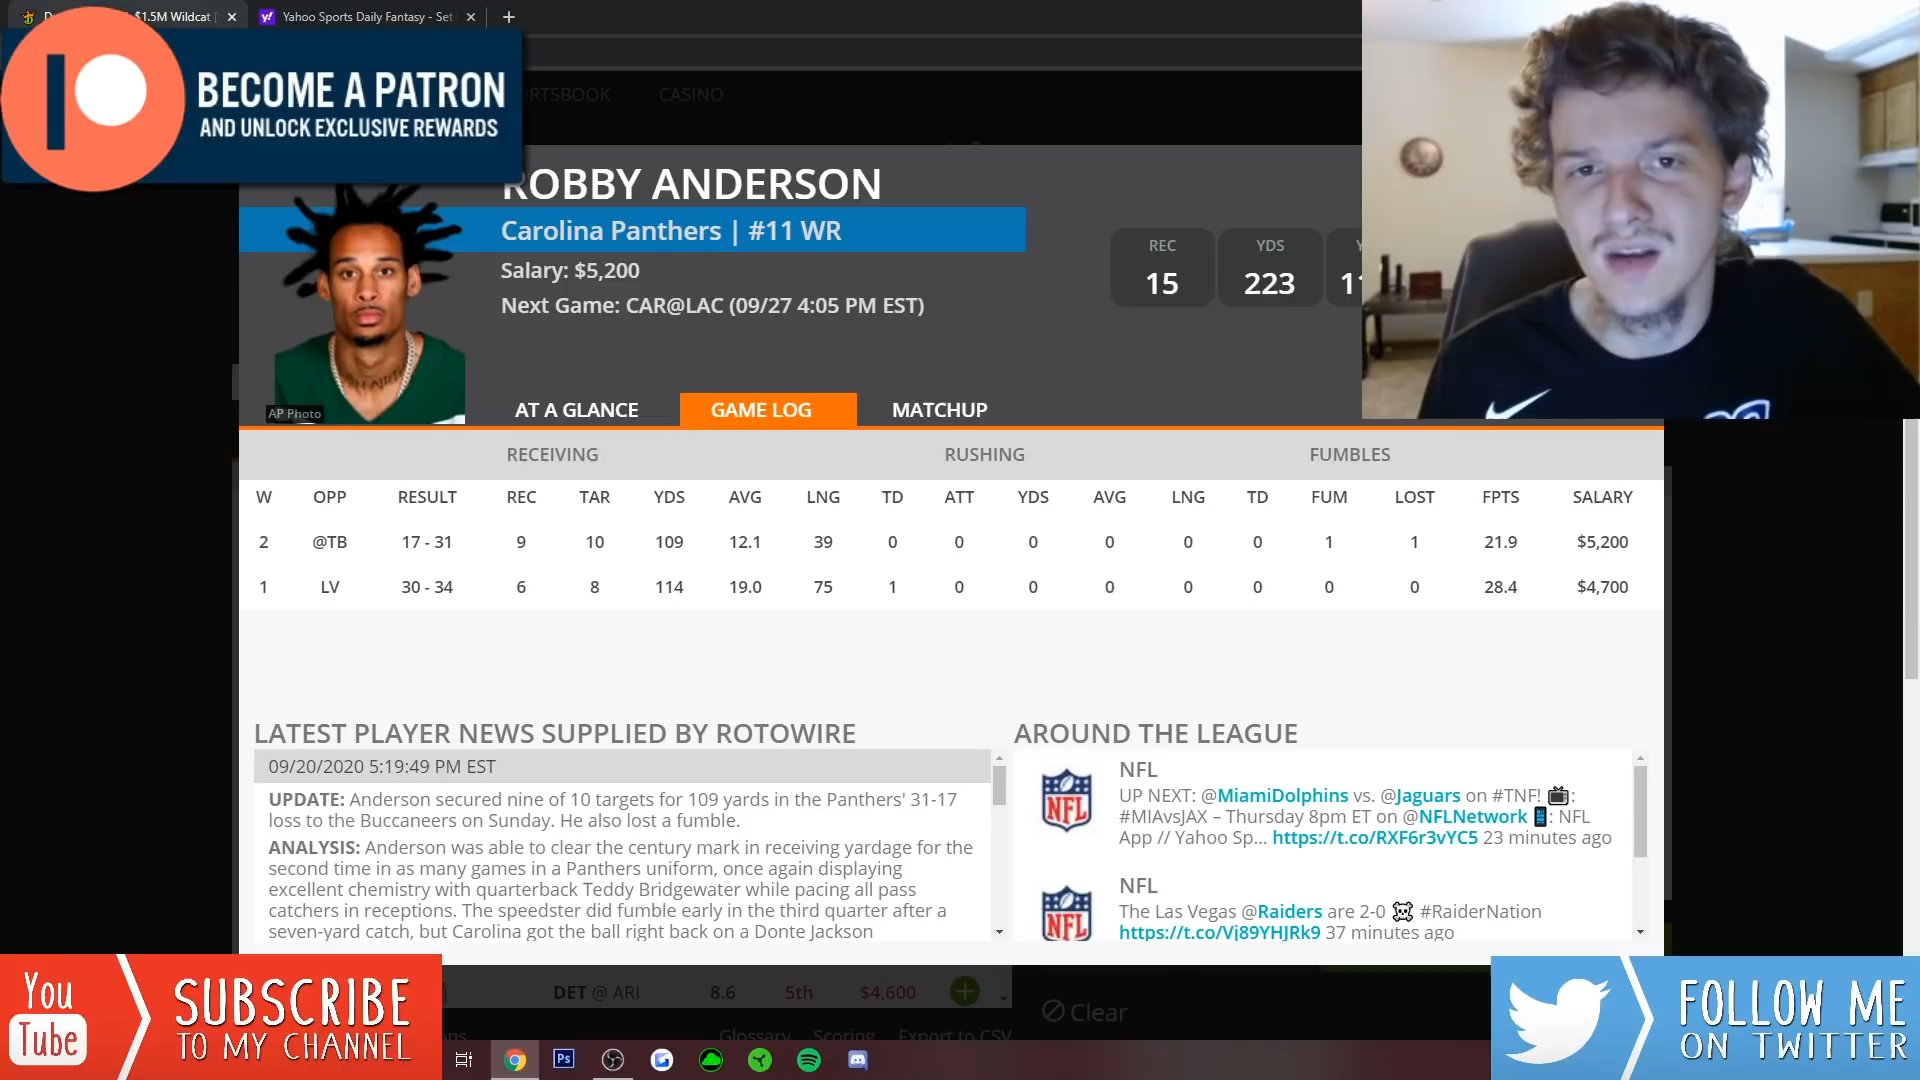 $1.5M Wildcat
Yahoo Sports Daily Fantasy - Set
BECOME A PATRON
AND UNLOCK EXCLUSIVE REWARDS
CASINO
ROBBY ANDERSON
Carolina Panthers | #11 WR
Salary: $5,200
Next Game: CAR@LAC (09/27 4:05 PM EST)
REC YDS
15 223
AP Photo
AT A GLANCE GAME LOG MATCHUP
RECEIVING RUSHING FUMBLES
W OPP RESULT REC TAR YDS AVG LNG TD ATT YDS AVG LNG TD FUM LOST FPTS SALARY
2 @TB 17 - 31 9 10 109 12.1 39 0 0 0 0 0 0 1 1 21.9 $5,200
1 LV 30 - 34 6 8 114 19.0 75 1 0 0 0 0 0 0 0 28.4 $4,700
LATEST PLAYER NEWS SUPPLIED BY ROTOWIRE
09/20/2020 5:19:49 PM EST
UPDATE: Anderson secured nine of 10 targets for 109 yards in the Panthers' 31-17
loss to the Buccaneers on Sunday. He also lost a fumble.
ANALYSIS: Anderson was able to clear the century mark in receiving yardage for the
second time in as many games in a Panthers uniform, once again displaying
excellent chemistry with quarterback Teddy Bridgewater while pacing all pass
catchers in receptions. The speedster did fumble early in the third quarter after a
seven-yard catch, but Carolina got the ball right back on a Donte Jackson
AROUND THE LEAGUE
NFL
NFL
UP NEXT: @MiamiDolphins vs. @Jaguars on #TNF! 📺:
#MIAvsJAX – Thursday 8pm ET on @NFLNetwork 📱: NFL
App // Yahoo Sp... https://t.co/RXF6r3vYC5 23 minutes ago
NFL
NFL
The Las Vegas @Raiders are 2-0 ☠ #RaiderNation
https://t.co/Vj89YHJRk9 37 minutes ago
DET @ ARI 8.6 5th $4,600
Clear
Glossary Scoring Export to CSV
You
Tube
SUBSCRIBE
TO MY CHANNEL
Ps
FOLLOW ME
ON TWITTER